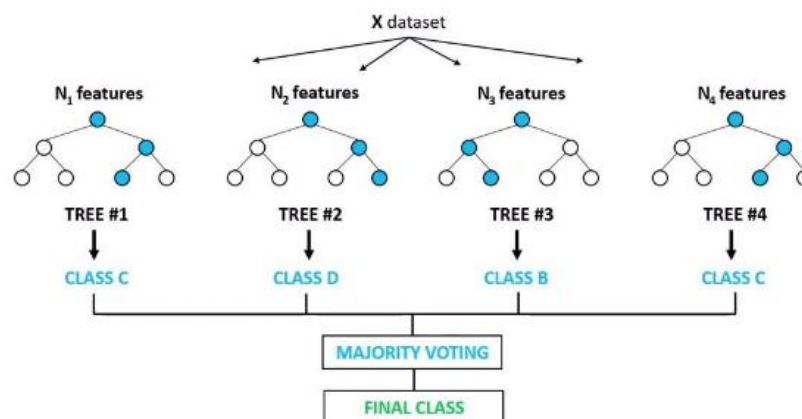 X dataset
N₁ features
N₂ features
N₃ features
N₄ features
TREE #1
TREE #2
TREE #3
TREE #4
CLASS C
CLASS D
CLASS B
CLASS C
MAJORITY VOTING
FINAL CLASS